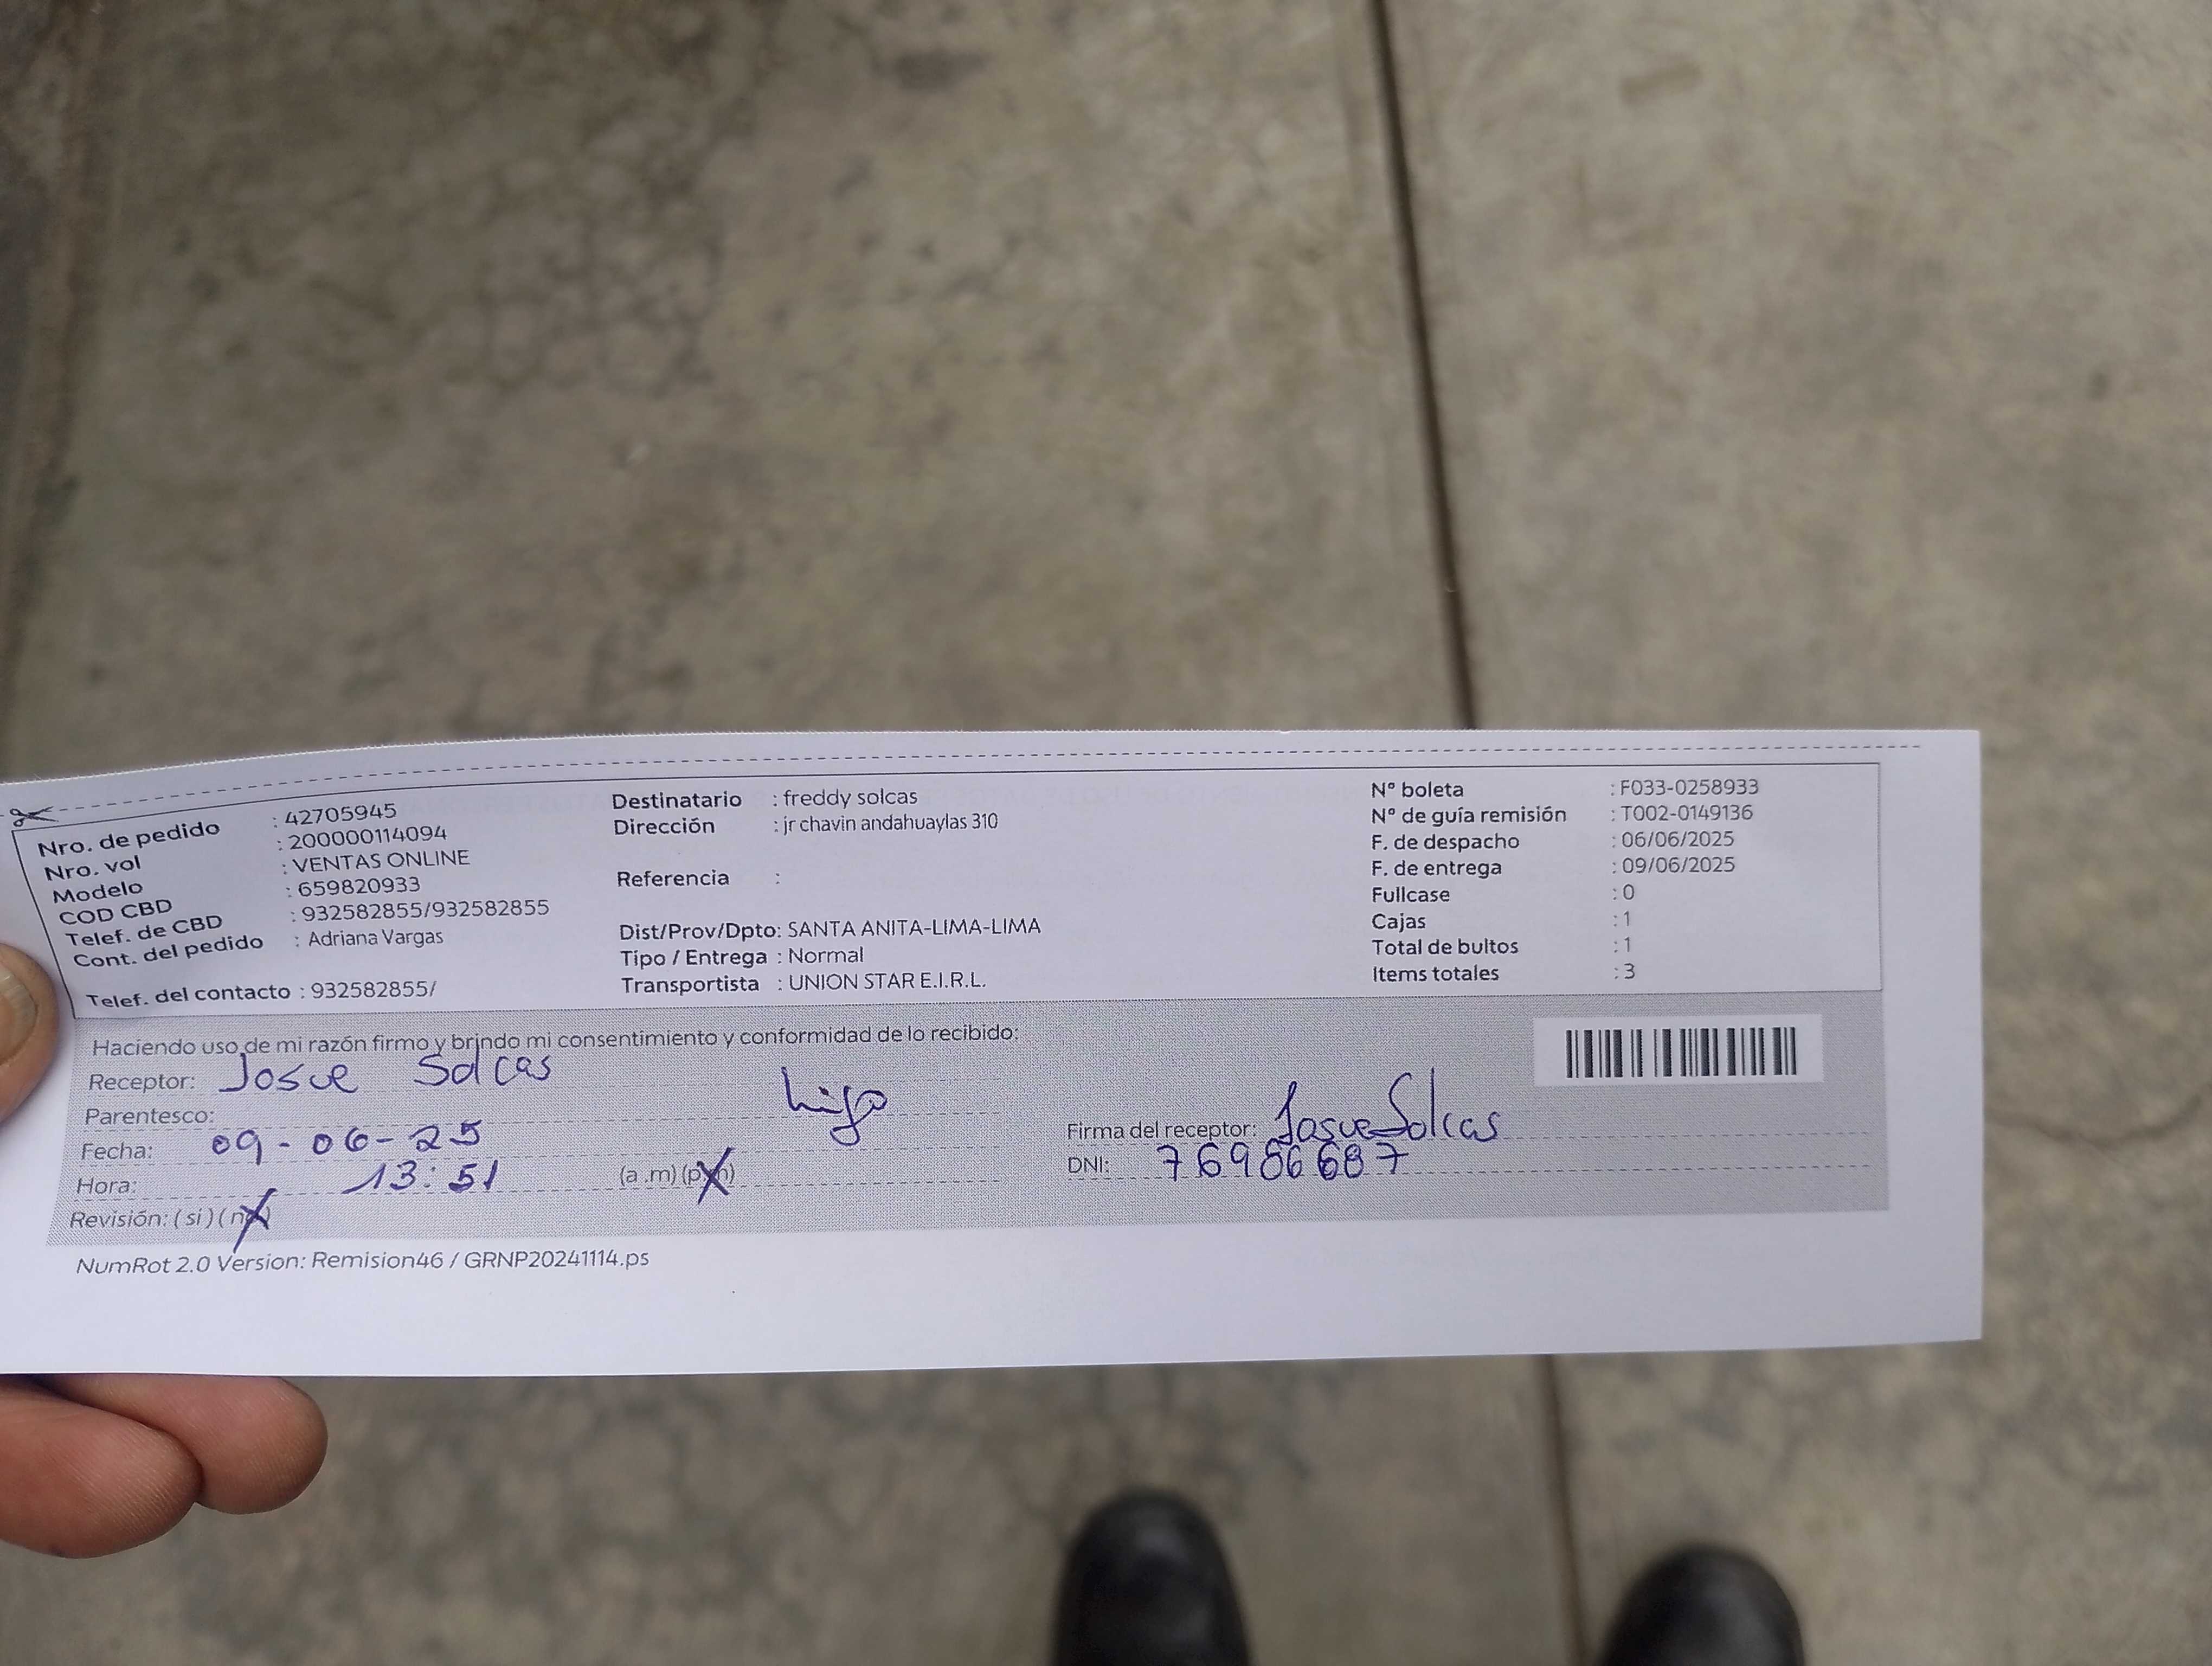 Nro. de pedido : 42705945
Nro. vol : 200000114094
Modelo : VENTAS ONLINE
COD CBD : 659820933
Telef. de CBD : 932582855/932582855
Cont. del pedido : Adriana Vargas
Telef. del contacto : 932582855/
Destinatario : freddy solcas
Dirección : jr chavin andahuaylas 310
Referencia :
Dist/Prov/Dpto: SANTA ANITA-LIMA-LIMA
Tipo / Entrega : Normal
Transportista : UNION STAR E.I.R.L.
N° boleta : F033-0258933
N° de guía remisión : T002-0149136
F. de despacho : 06/06/2025
F. de entrega : 09/06/2025
Fullcase : 0
Cajas : 1
Total de bultos : 1
Items totales : 3
Haciendo uso de mi razón firmo y brindo mi consentimiento y conformidad de lo recibido:
Receptor: Josue Solcas
Parentesco: hijo
Fecha: 09-06-25
Hora: 13:51 (a .m) (p.m)
Revisión: (si) (no)
Firma del receptor: Josue Solcas
DNI: 76986687
NumRot 2.0 Version: Remision46 / GRNP20241114.ps